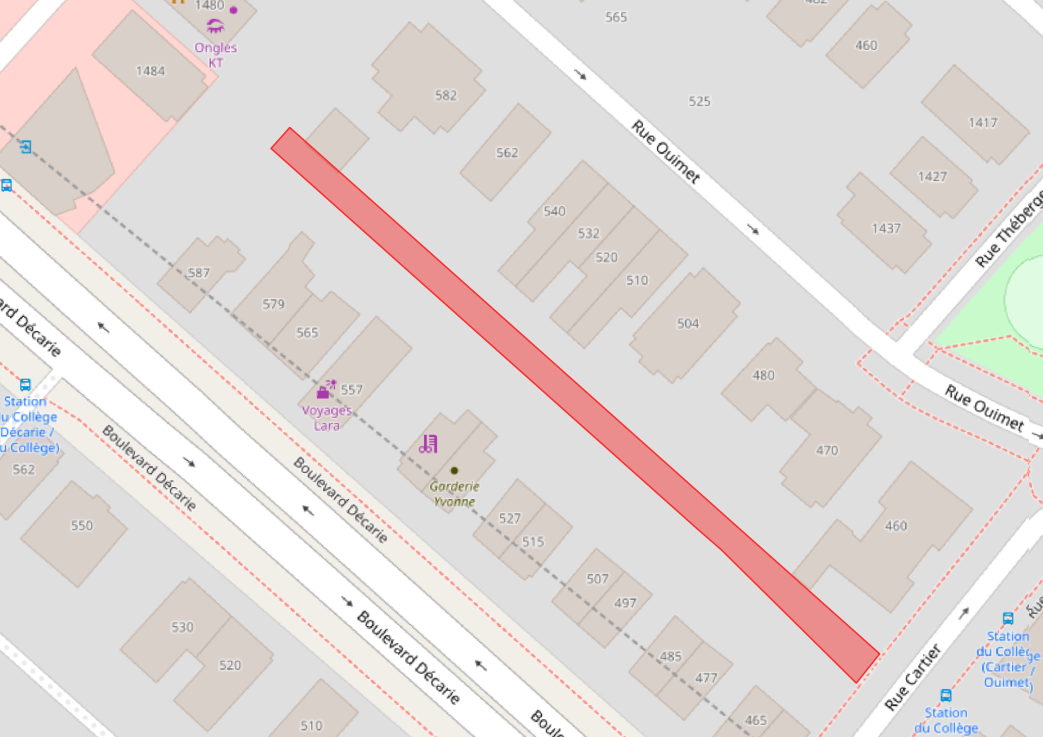 1480
Ongles
KT
1484
582
562
565
525
460
1417
1427
1437
Rue Ouimet
Rue Théberge
540
532
520
510
504
480
470
460
Rue Ouimet
587
579
565
557
Voyages
Lara
Garderie
Yvonne
527
515
507
497
485
477
465
Boulevard Décarie
Station
du Collège
(Décarie /
du Collège)
562
550
530
520
510
Boulevard Décarie
Boulevard Décarie
Boulevard Décarie
Rue Cartier
Station
du Collège
(Cartier /
Ouimet)
Station
du Collège